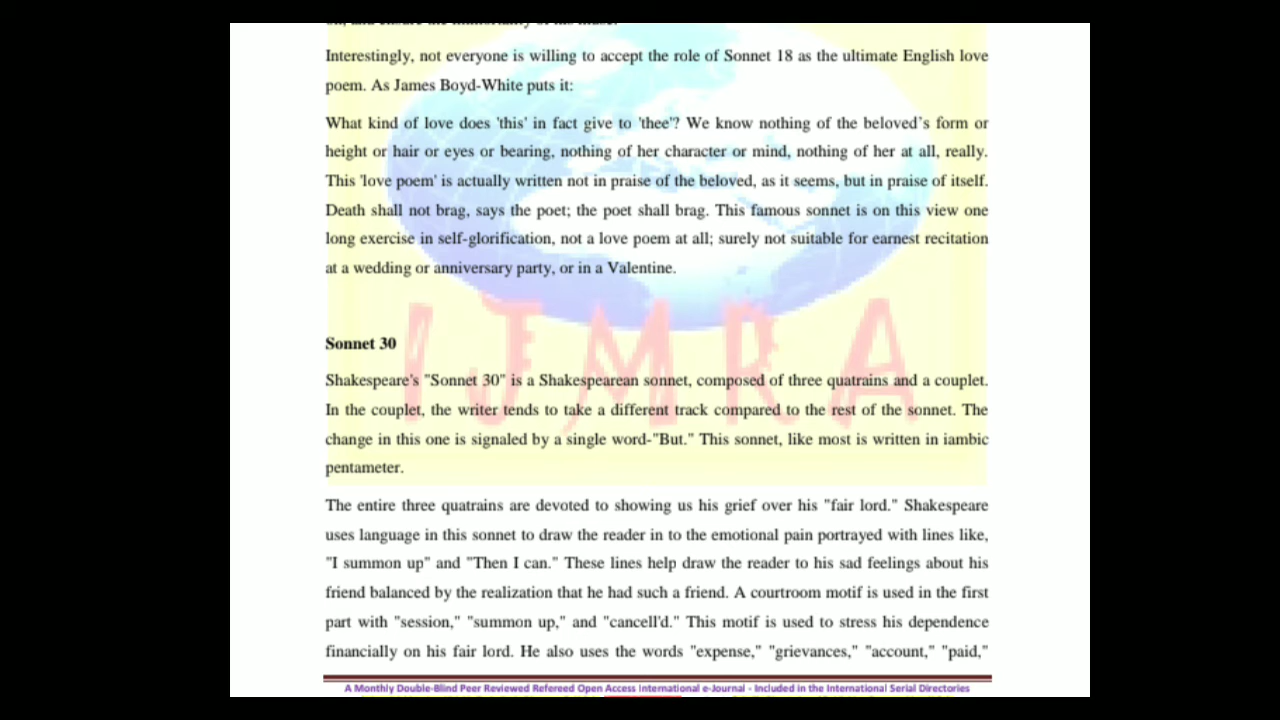 Interestingly, not everyone is willing to accept the role of Sonnet 18 as the ultimate English love
poem. As James Boyd-White puts it:
What kind of love does 'this' in fact give to 'thee'? We know nothing of the beloved's form or
height or hair or eyes or bearing, nothing of her character or mind, nothing of her at all, really.
This 'love poem' is actually written not in praise of the beloved, as it seems, but in praise of itself.
Death shall not brag, says the poet; the poet shall brag. This famous sonnet is on this view one
long exercise in self-glorification, not a love poem at all; surely not suitable for earnest recitation
at a wedding or anniversary party, or in a Valentine.
IJMRA
Sonnet 30
Shakespeare's "Sonnet 30" is a Shakespearean sonnet, composed of three quatrains and a couplet.
In the couplet, the writer tends to take a different track compared to the rest of the sonnet. The
change in this one is signaled by a single word-"But." This sonnet, like most is written in iambic
pentameter.
The entire three quatrains are devoted to showing us his grief over his "fair lord." Shakespeare
uses language in this sonnet to draw the reader in to the emotional pain portrayed with lines like,
"I summon up" and "Then I can." These lines help draw the reader to his sad feelings about his
friend balanced by the realization that he had such a friend. A courtroom motif is used in the first
part with "session," "summon up," and "cancell'd." This motif is used to stress his dependence
financially on his fair lord. He also uses the words "expense," "grievances," "account," "paid,"
A Monthly Double-Blind Peer Reviewed Refereed Open Access International e-Journal - Included in the International Serial Directories